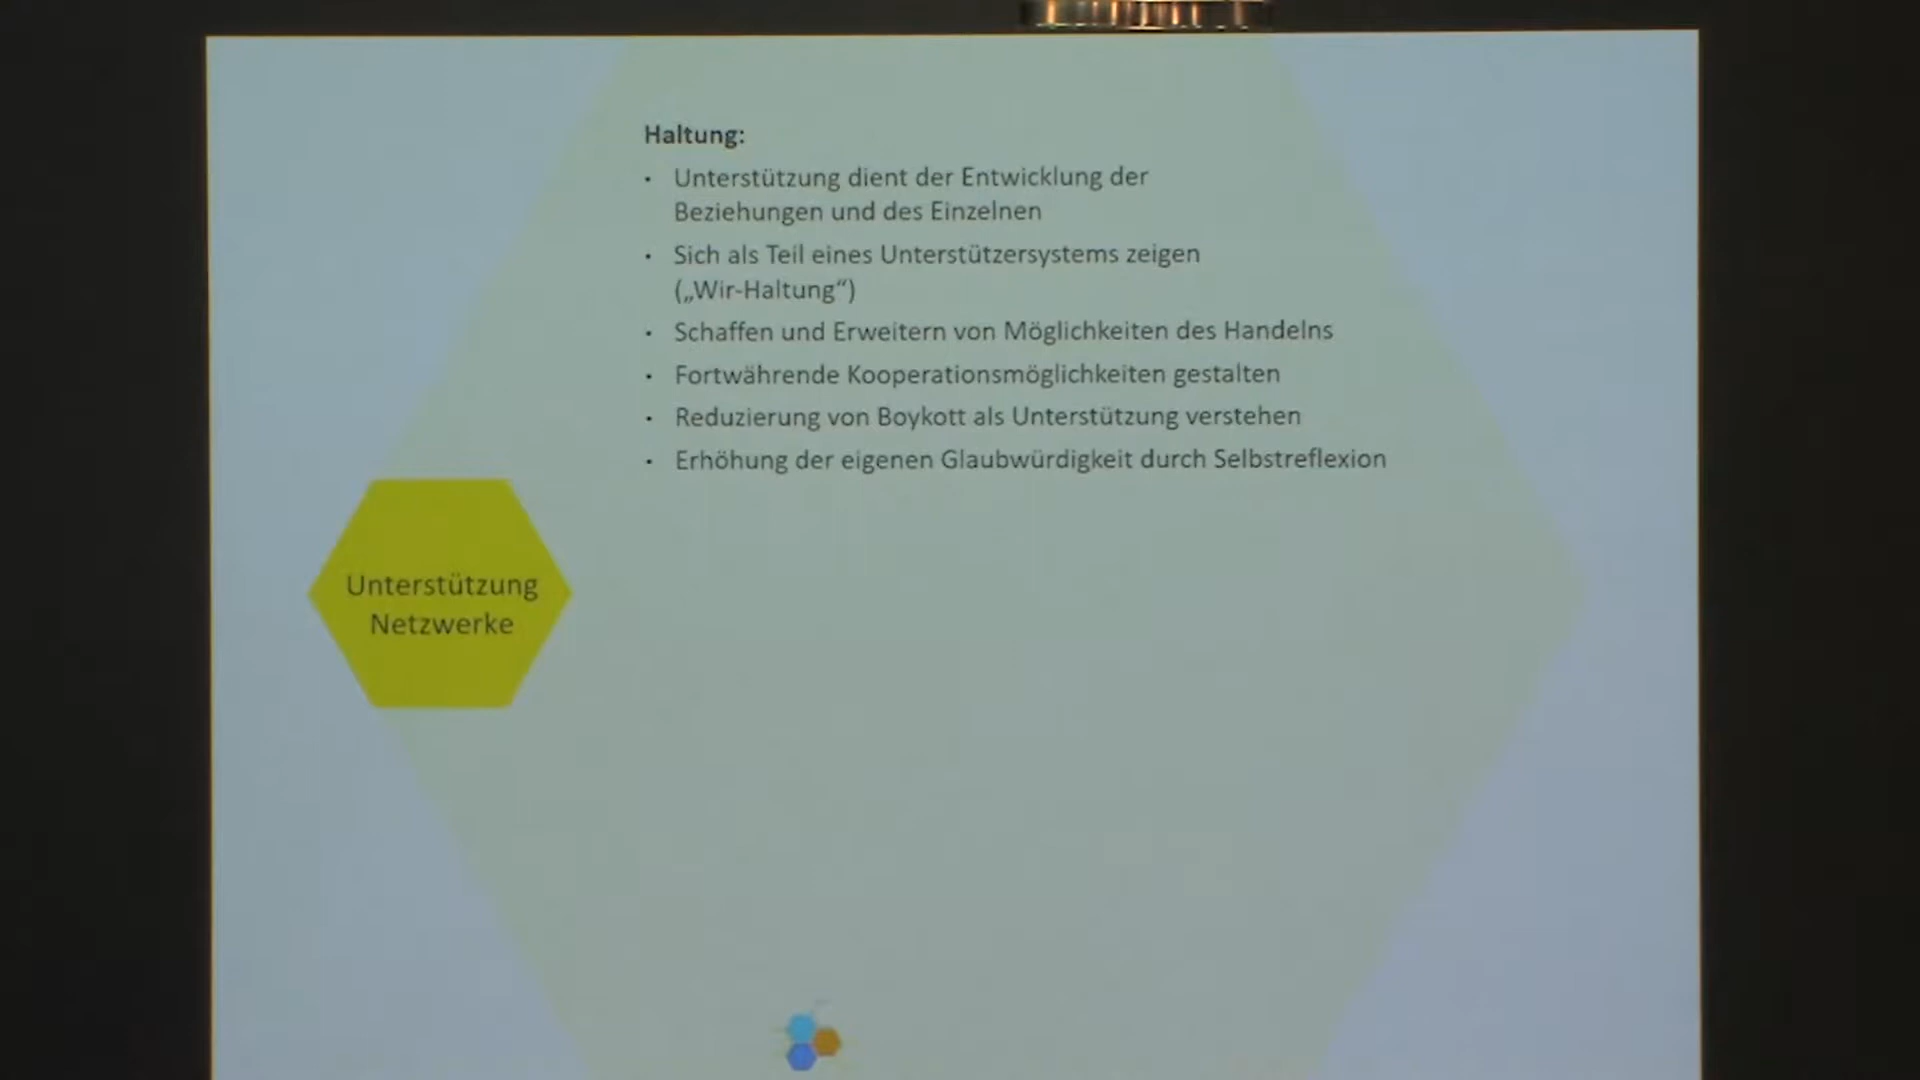 Haltung:
• Unterstützung dient der Entwicklung der
Beziehungen und des Einzelnen
• Sich als Teil eines Unterstützersystems zeigen
(„Wir-Haltung“)
• Schaffen und Erweitern von Möglichkeiten des Handelns
• Fortwährende Kooperationsmöglichkeiten gestalten
• Reduzierung von Boykott als Unterstützung verstehen
• Erhöhung der eigenen Glaubwürdigkeit durch Selbstreflexion
Unterstützung
Netzwerke